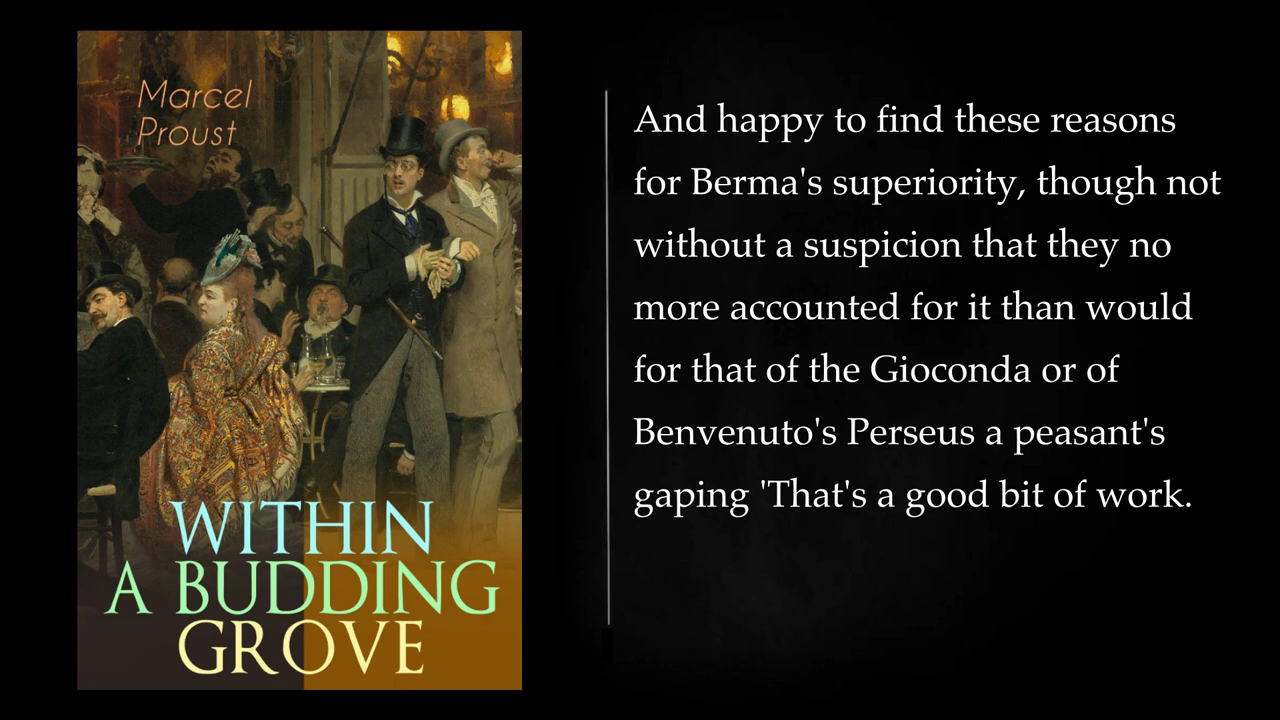 Marcel
Proust
WITHIN
A BUDDING
GROVE
And happy to find these reasons
for Berma's superiority, though not
without a suspicion that they no
more accounted for it than would
for that of the Gioconda or of
Benvenuto's Perseus a peasant's
gaping 'That's a good bit of work.